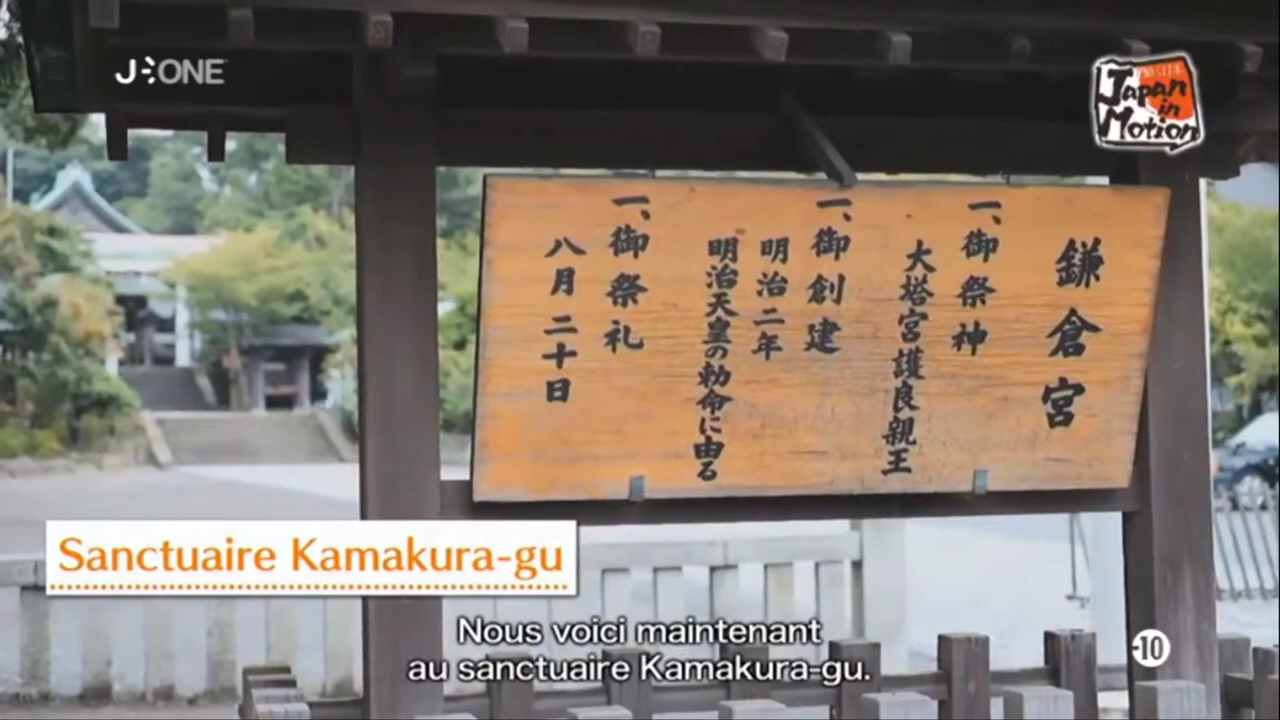 J:ONE
Japan in Motion
鎌倉宮
一、御祭神
大塔宮護良親王
一、御創建
明治二年
明治天皇の勅命に由る
一、御祭礼
八月二十日
Sanctuaire Kamakura-gu
Nous voici maintenant
au sanctuaire Kamakura-gu.
-10